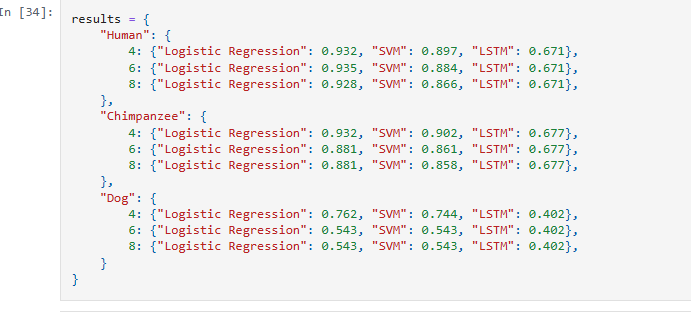 In [34]:
results = {
    "Human": {
        4: {"Logistic Regression": 0.932, "SVM": 0.897, "LSTM": 0.671},
        6: {"Logistic Regression": 0.935, "SVM": 0.884, "LSTM": 0.671},
        8: {"Logistic Regression": 0.928, "SVM": 0.866, "LSTM": 0.671},
    },
    "Chimpanzee": {
        4: {"Logistic Regression": 0.932, "SVM": 0.902, "LSTM": 0.677},
        6: {"Logistic Regression": 0.881, "SVM": 0.861, "LSTM": 0.677},
        8: {"Logistic Regression": 0.881, "SVM": 0.858, "LSTM": 0.677},
    },
    "Dog": {
        4: {"Logistic Regression": 0.762, "SVM": 0.744, "LSTM": 0.402},
        6: {"Logistic Regression": 0.543, "SVM": 0.543, "LSTM": 0.402},
        8: {"Logistic Regression": 0.543, "SVM": 0.543, "LSTM": 0.402},
    }
}